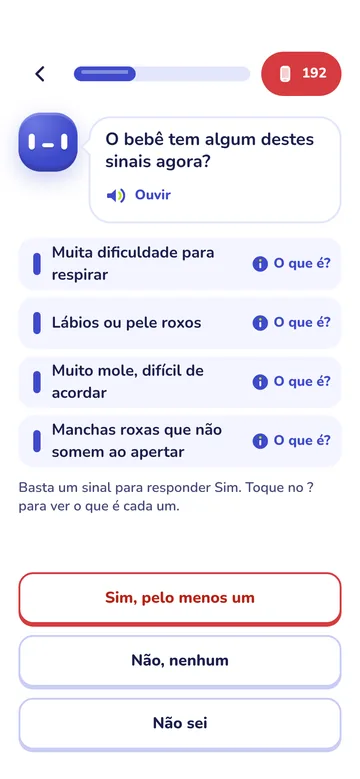 192
O bebê tem algum destes
sinais agora?
Ouvir
Muita dificuldade para
respirar
O que é?
Lábios ou pele roxos
O que é?
Muito mole, difícil de
acordar
O que é?
Manchas roxas que não
somem ao apertar
O que é?
Basta um sinal para responder Sim. Toque no ?
para ver o que é cada um.
Sim, pelo menos um
Não, nenhum
Não sei